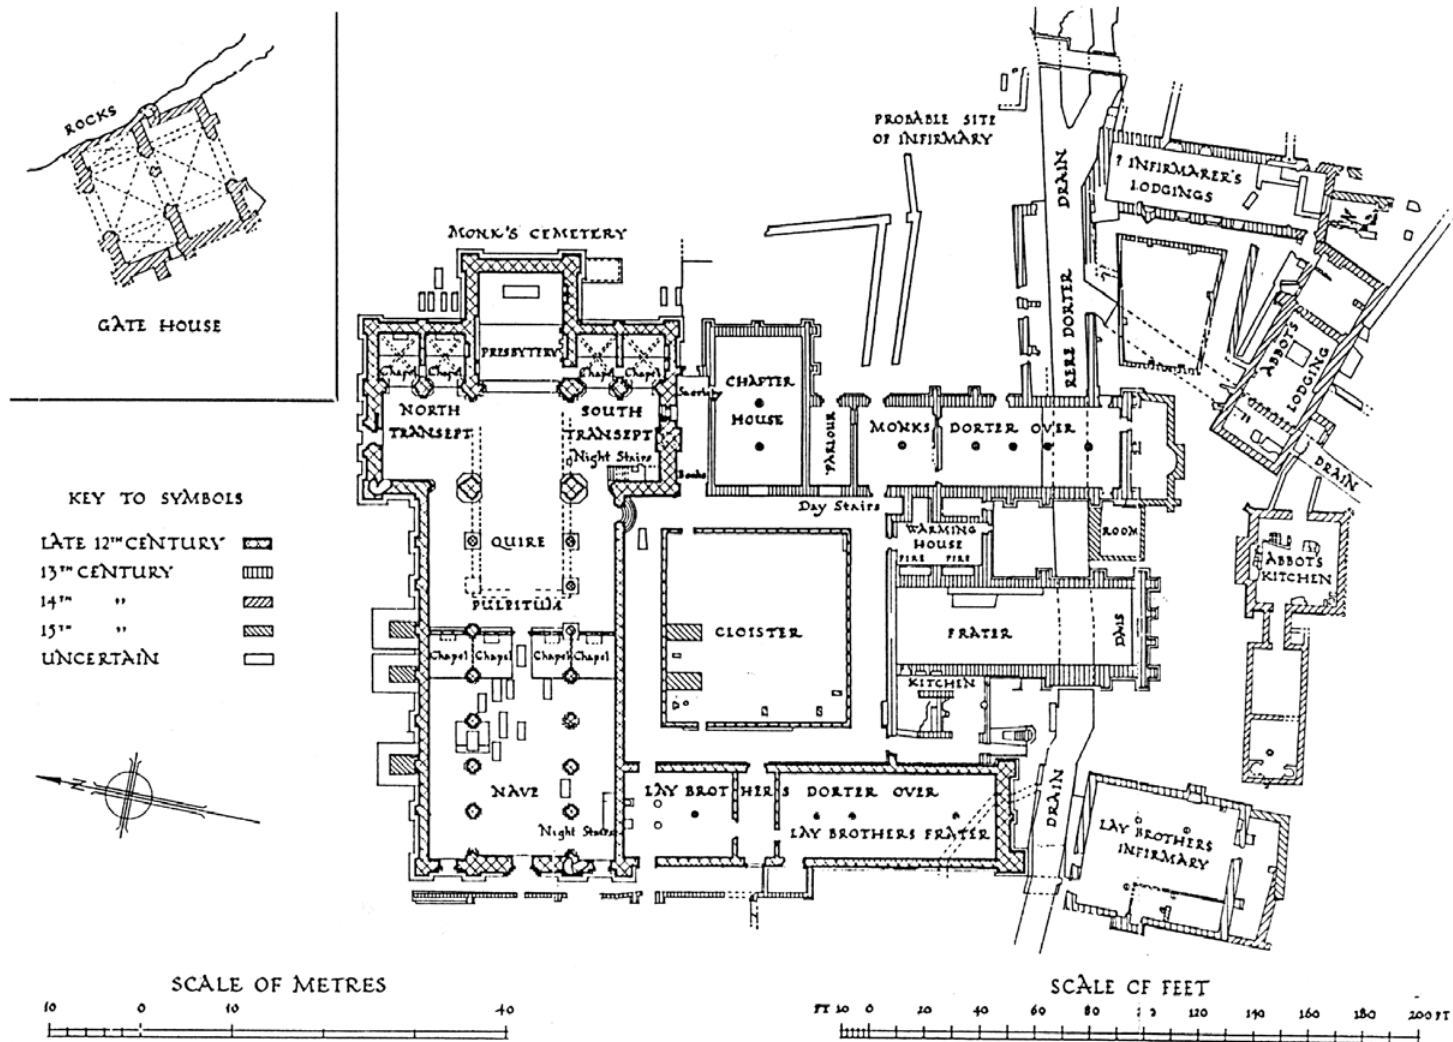 ROCKS
GATE HOUSE
KEY TO SYMBOLS
LATE 12TH CENTURY
13TH CENTURY
14TH "
15TH "
UNCERTAIN
N
MONK'S CEMETERY
PRESBYTERY
Chapel
Chapel
Chapel
Chapel
NORTH
TRANSEPT
SOUTH
TRANSEPT
Night Stairs
Sacristy
Books
QUIRE
PULPITUM
Chapel
Chapel
Chapel
Chapel
NAVE
Night Stairs
CHAPTER
HOUSE
PARLOUR
Day Stairs
CLOISTER
PROBABLE SITE
OF INFIRMARY
DRAIN
RERE DORTER
MONKS DORTER OVER
WARMING
HOUSE
FIRE FIRE
ROOM
FRATER
DAIS
KITCHEN
LAY BROTHERS DORTER OVER
LAY BROTHERS FRATER
DRAIN
? INFIRMARER'S
LODGINGS
ABBOT'S
LODGING
DRAIN
ABBOT'S
KITCHEN
LAY BROTHERS
INFIRMARY
SCALE OF METRES
10 0 10 40
SCALE OF FEET
FT 10 0 20 40 60 80 120 140 160 180 200 FT